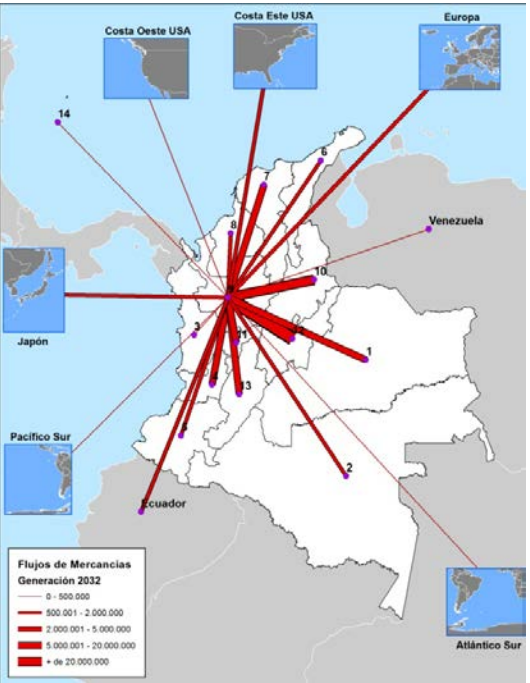 Costa Oeste USA
Costa Este USA
Europa
14
6
7
8
Venezuela
10
9
Japón
3
11
12
1
4
13
Pacífico Sur
5
2
Ecuador
Flujos de Mercancias
Generación 2032
0 - 500.000
500.001 - 2.000.000
2.000.001 - 5.000.000
5.000.001 - 20.000.000
+ de 20.000.000
Atlántico Sur